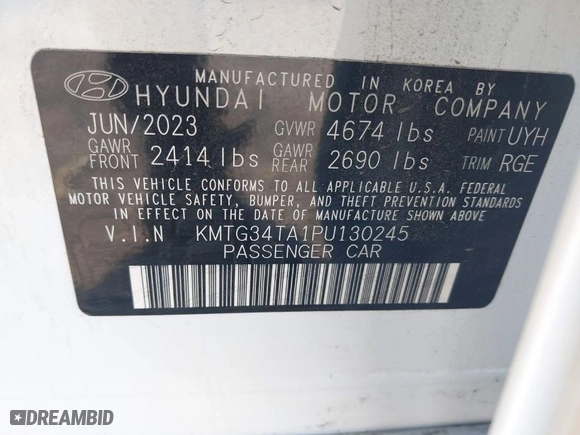 MANUFACTURED IN KOREA BY
HYUNDAI MOTOR COMPANY
JUN/2023 GVWR 4674 lbs PAINT UYH
GAWR FRONT 2414 lbs GAWR REAR 2690 lbs TRIM RGE
THIS VEHICLE CONFORMS TO ALL APPLICABLE U.S.A. FEDERAL
MOTOR VEHICLE SAFETY, BUMPER, AND THEFT PREVENTION STANDARDS
IN EFFECT ON THE DATE OF MANUFACTURE SHOWN ABOVE.
V.I.N KMTG34TA1PU130245
PASSENGER CAR
DREAMBID